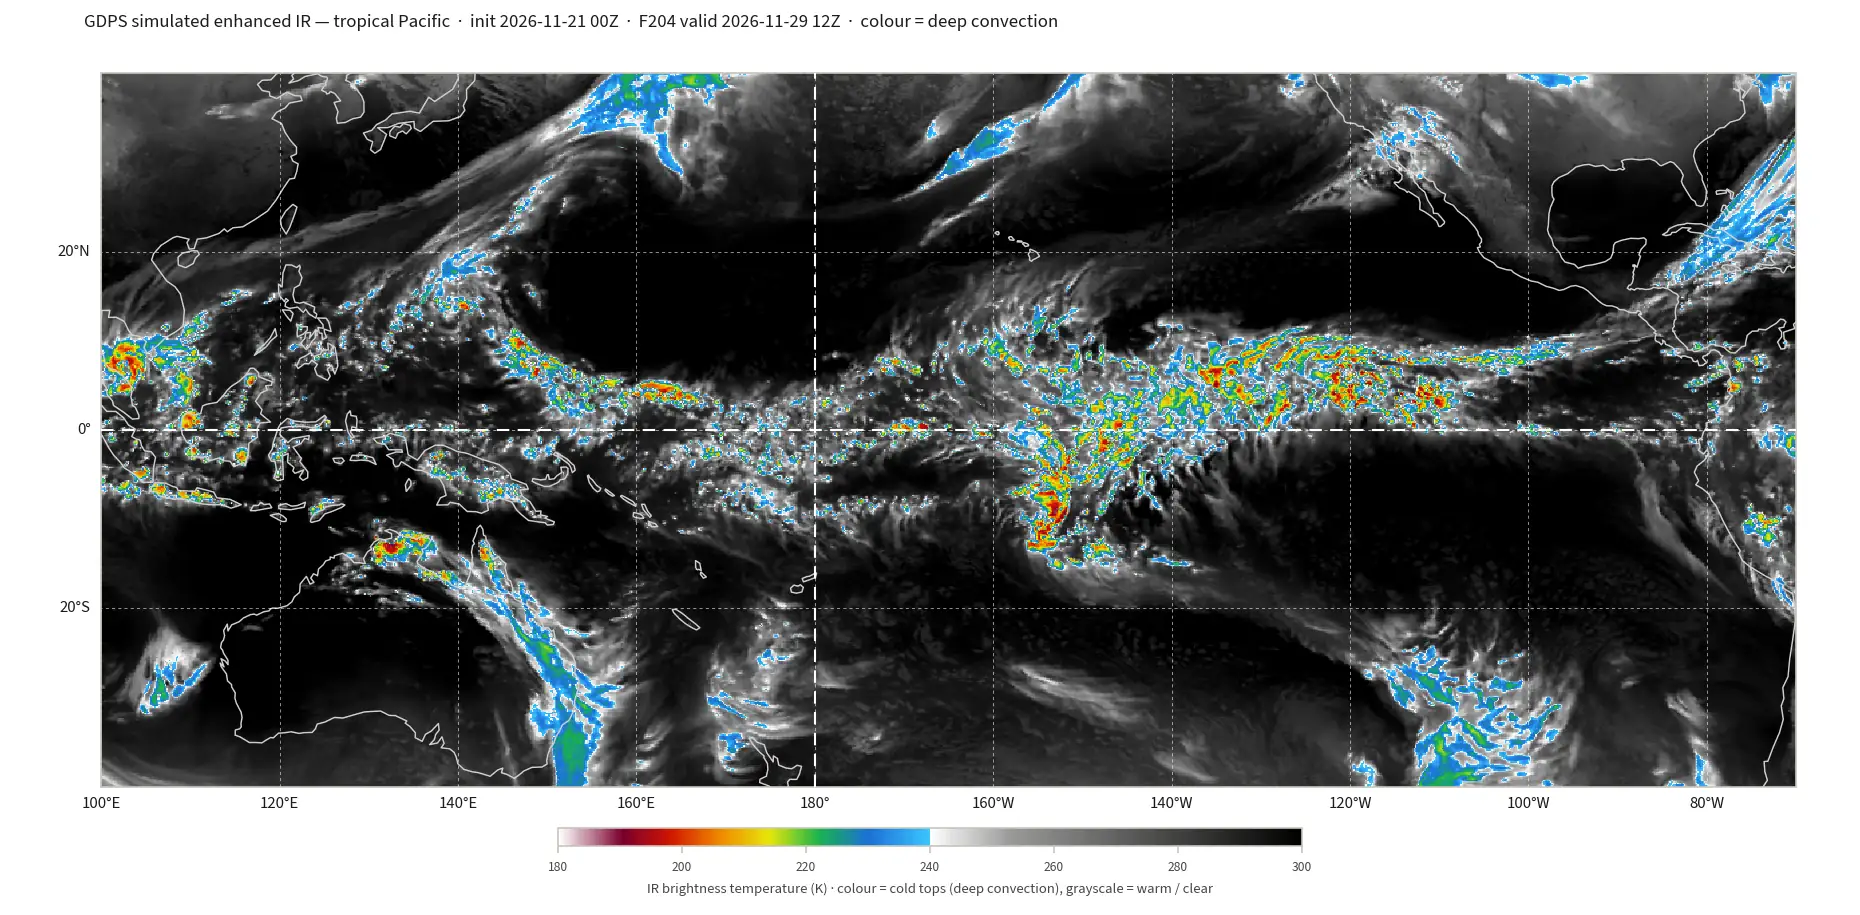 GDPS simulated enhanced IR — tropical Pacific · init 2026-11-21 00Z · F204 valid 2026-11-29 12Z · colour = deep convection
20°N
0°
20°S
100°E 120°E 140°E 160°E 180° 160°W 140°W 120°W 100°W 80°W
180 200 220 240 260 280 300
IR brightness temperature (K) · colour = cold tops (deep convection), grayscale = warm / clear